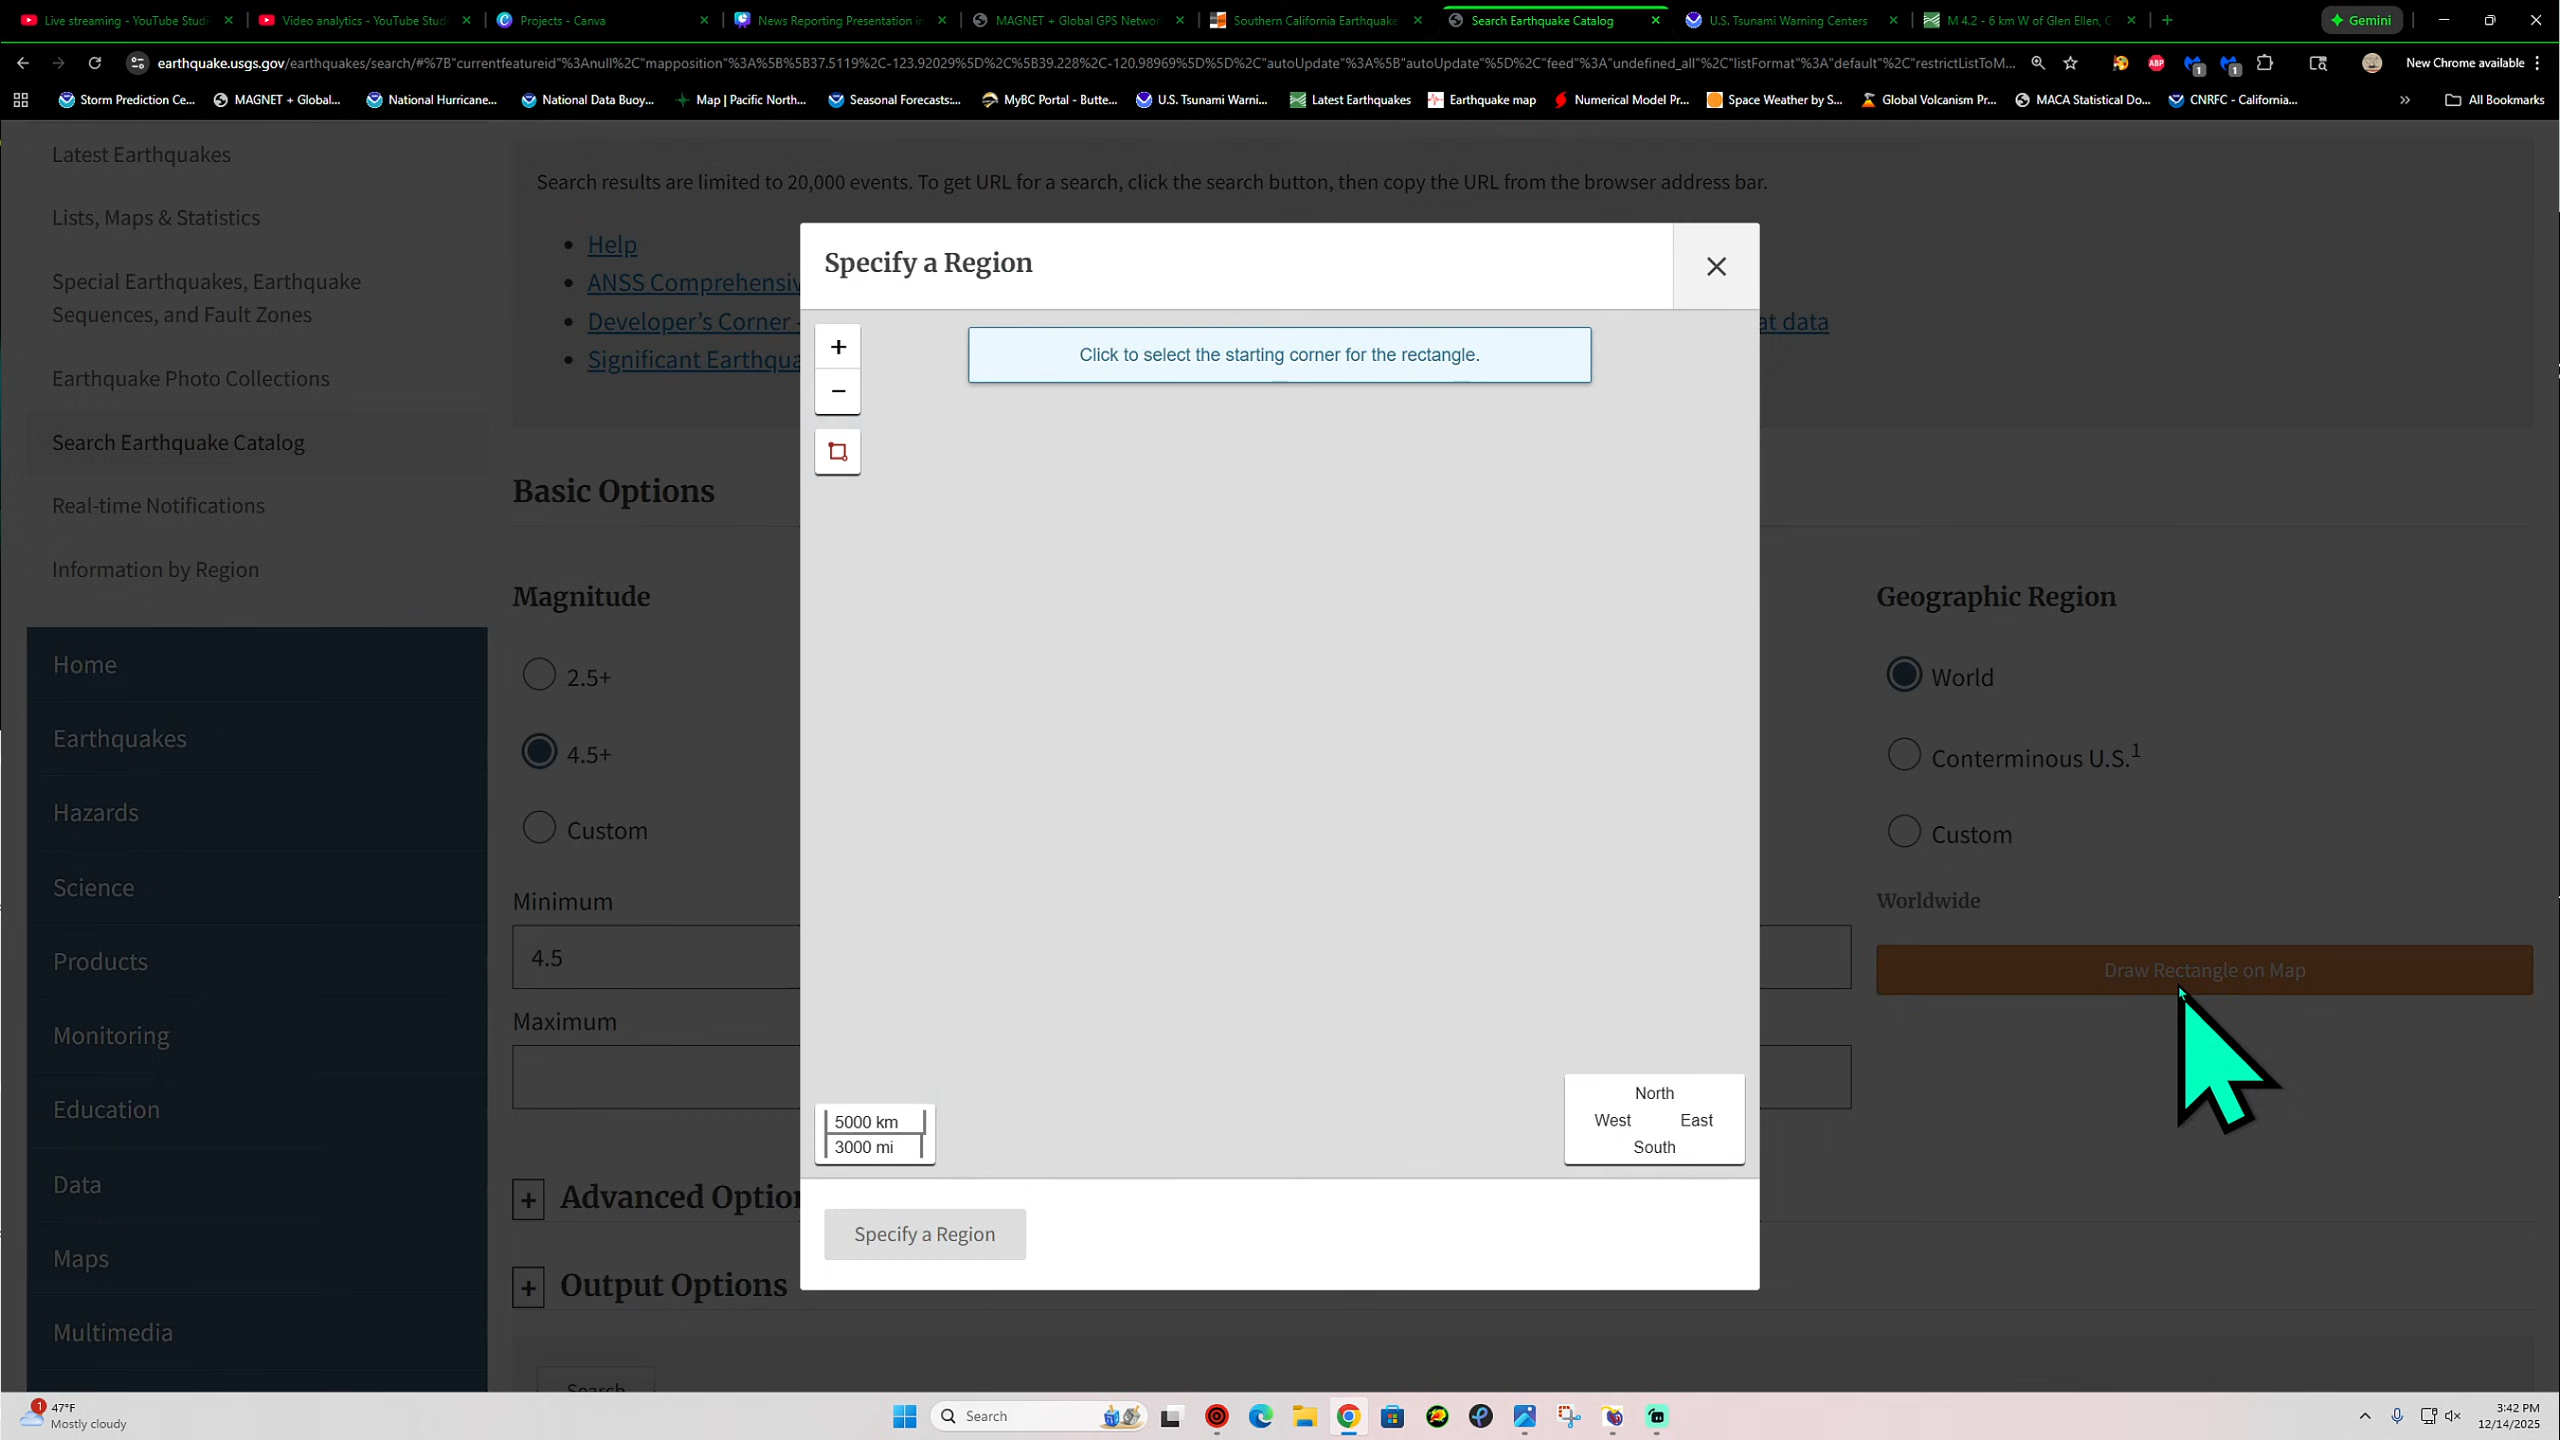 Live streaming - YouTube Studi
Video analytics - YouTube Stud
Projects - Canva
News Reporting Presentation in
MAGNET + Global GPS Networ
Southern California Earthquake
Search Earthquake Catalog
U.S. Tsunami Warning Centers
M 4.2 - 6 km W of Glen Ellen, C
Gemini
earthquake.usgs.gov/earthquakes/search/#%7B"currentfeatureid"%3Anull%2C"mapposition"%3A%5B%5B37.5119%2C-123.92029%5D%2C%5B39.228%2C-120.98969%5D%5D%2C"autoUpdate"%3A%5B"autoUpdate"%5D%2C"feed"%3A"undefined_all"%2C"listFormat"%3A"default"%2C"restrictListToM...
ABP
1
1
New Chrome available
Storm Prediction Ce...
MAGNET + Global...
National Hurricane...
National Data Buoy...
Map | Pacific North...
Seasonal Forecasts:...
MyBC Portal - Butte...
U.S. Tsunami Warni...
Latest Earthquakes
Earthquake map
Numerical Model Pr...
Space Weather by S...
Global Volcanism Pr...
MACA Statistical Do...
CNRFC - California...
All Bookmarks
Latest Earthquakes
Lists, Maps & Statistics
Special Earthquakes, Earthquake
Sequences, and Fault Zones
Earthquake Photo Collections
Search Earthquake Catalog
Real-time Notifications
Information by Region
Home
Earthquakes
Hazards
Science
Products
Monitoring
Education
Data
Maps
Multimedia
Search results are limited to 20,000 events. To get URL for a search, click the search button, then copy the URL from the browser address bar.
Help
ANSS Comprehensiv
Developer's Corner -
at data
Significant Earthqua
Basic Options
Magnitude
2.5+
4.5+
Custom
Minimum
4.5
Maximum
Advanced Option
Output Options
Search
Specify a Region
+
Click to select the starting corner for the rectangle.
−
5000 km
3000 mi
North
West East
South
Specify a Region
Geographic Region
World
Conterminous U.S.1
Custom
Worldwide
Draw Rectangle on Map
1
47°F
Mostly cloudy
Search
3:42 PM
12/14/2025